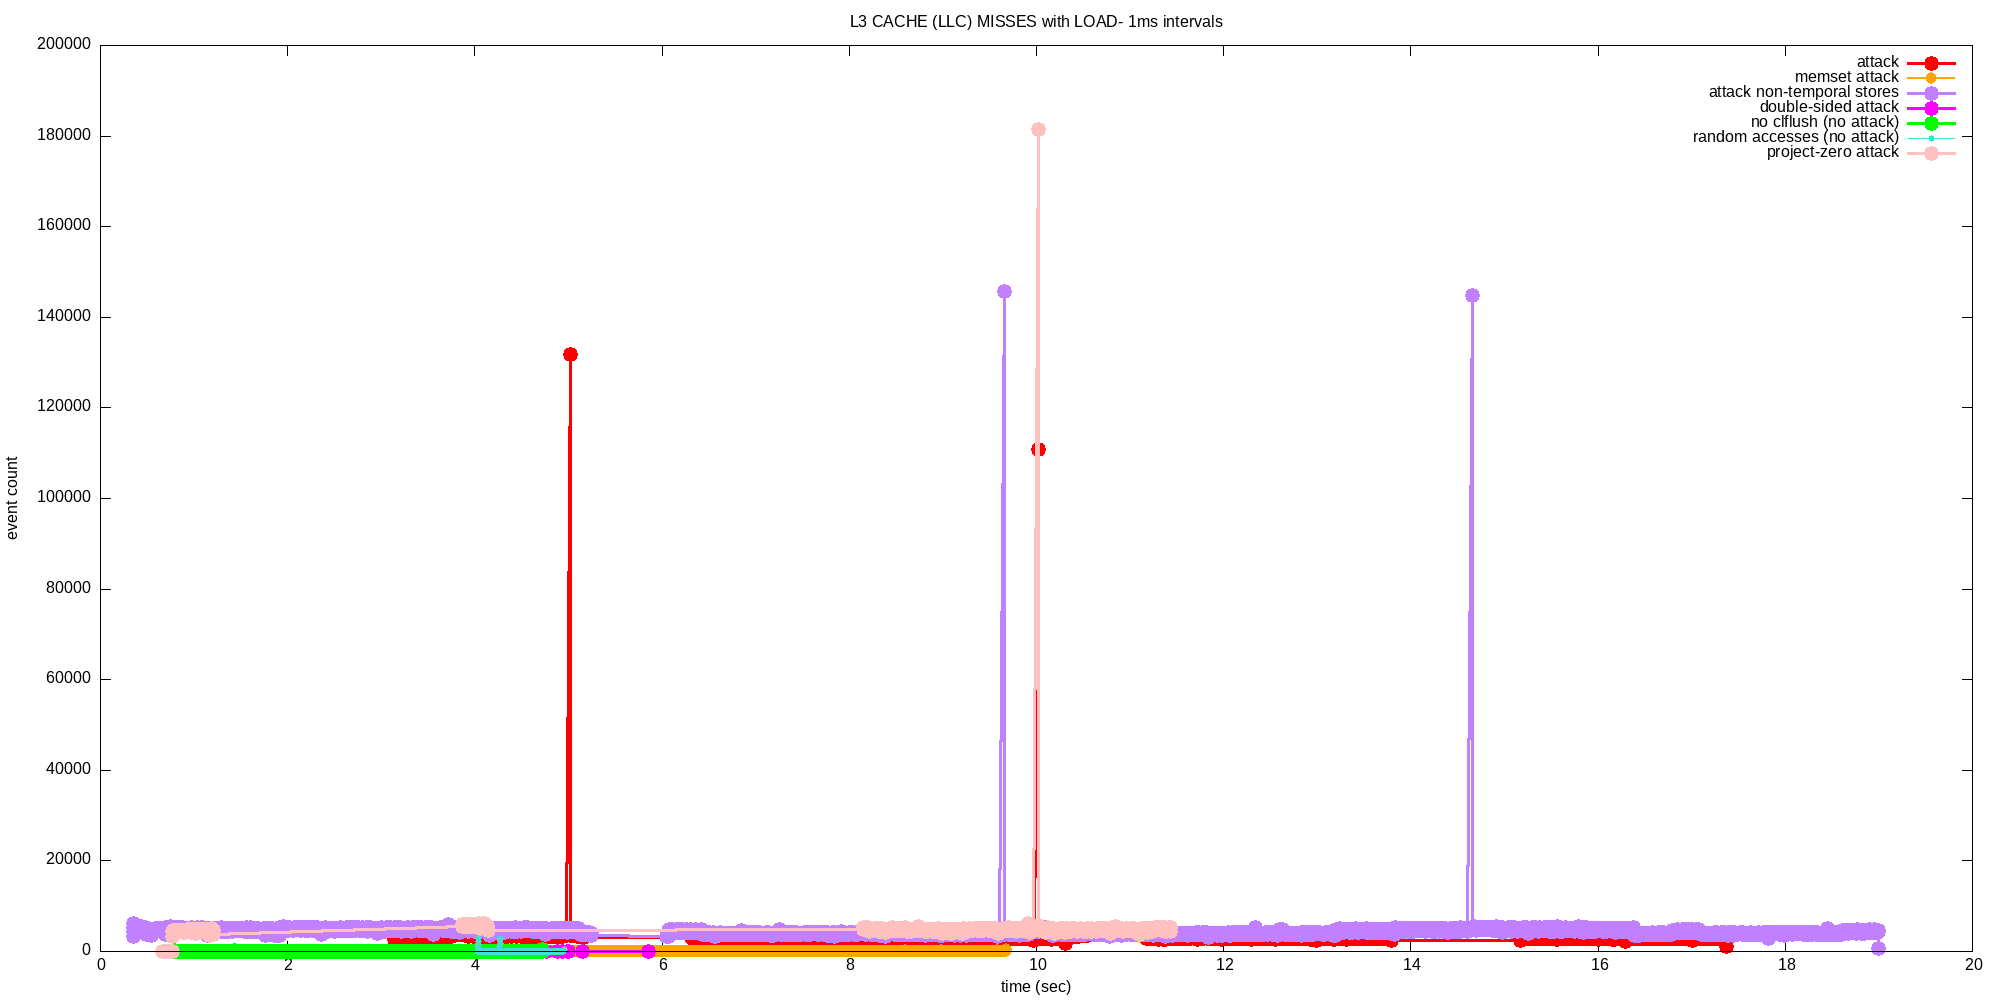 L3 CACHE (LLC) MISSES with LOAD- 1ms intervals
200000
180000
160000
140000
120000
100000
80000
60000
40000
20000
0
event count
attack
memset attack
attack non-temporal stores
double-sided attack
no clflush (no attack)
random accesses (no attack)
project-zero attack
0 2 4 6 8 10 12 14 16 18 20
time (sec)